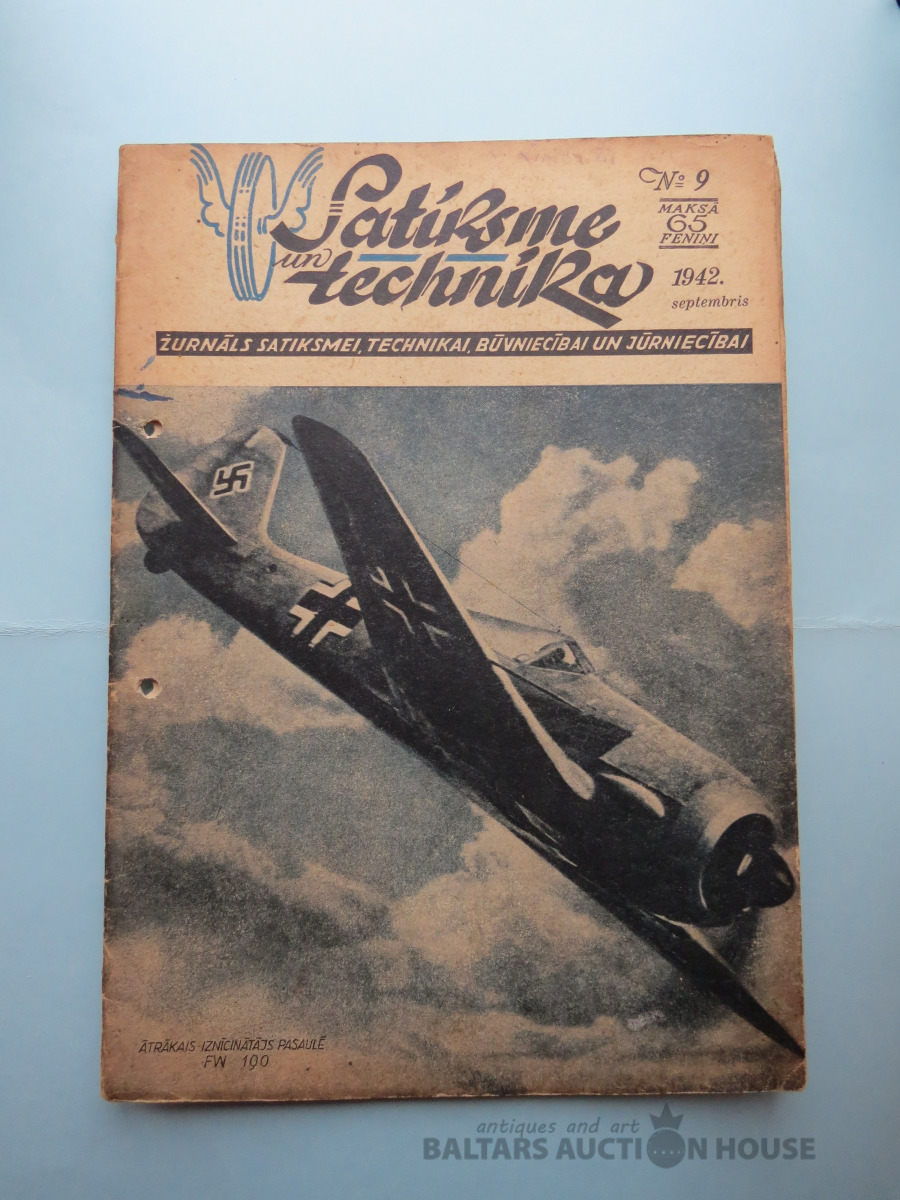 Satiksme
un technika
No 9
MAKSĀ
65
FENIŅI
1942.
septembris
ŽURNĀLS SATIKSMEI, TECHNIKAI, BŪVNIECĪBAI UN JŪRNIECĪBAI
ĀTRĀKAIS IZNĪCINĀTĀJS PASAULĒ
FW 190
antiques and art
BALTARS AUCTION HOUSE